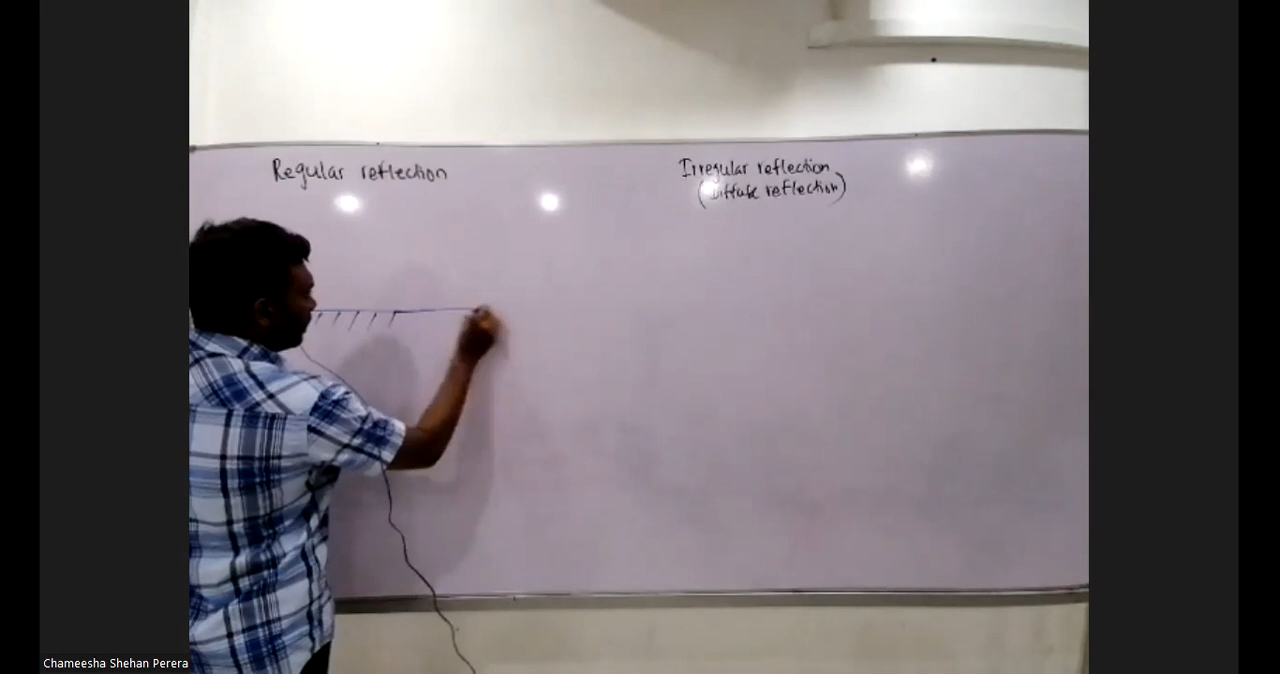 Regular reflection
Irregular reflection
(Diffuse reflection)
Chameesha Shehan Perera